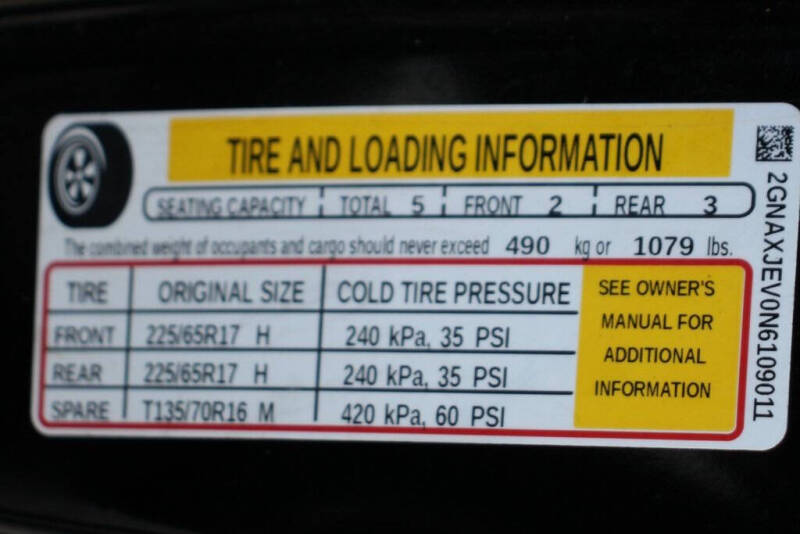 TIRE AND LOADING INFORMATION
SEATING CAPACITY TOTAL 5 FRONT 2 REAR 3
The combined weight of occupants and cargo should never exceed 490 kg or 1079 lbs.
TIRE ORIGINAL SIZE COLD TIRE PRESSURE
FRONT 225/65R17 H 240 kPa, 35 PSI
REAR 225/65R17 H 240 kPa, 35 PSI
SPARE T135/70R16 M 420 kPa, 60 PSI
SEE OWNER'S
MANUAL FOR
ADDITIONAL
INFORMATION
2GNAXJEV0N6109011